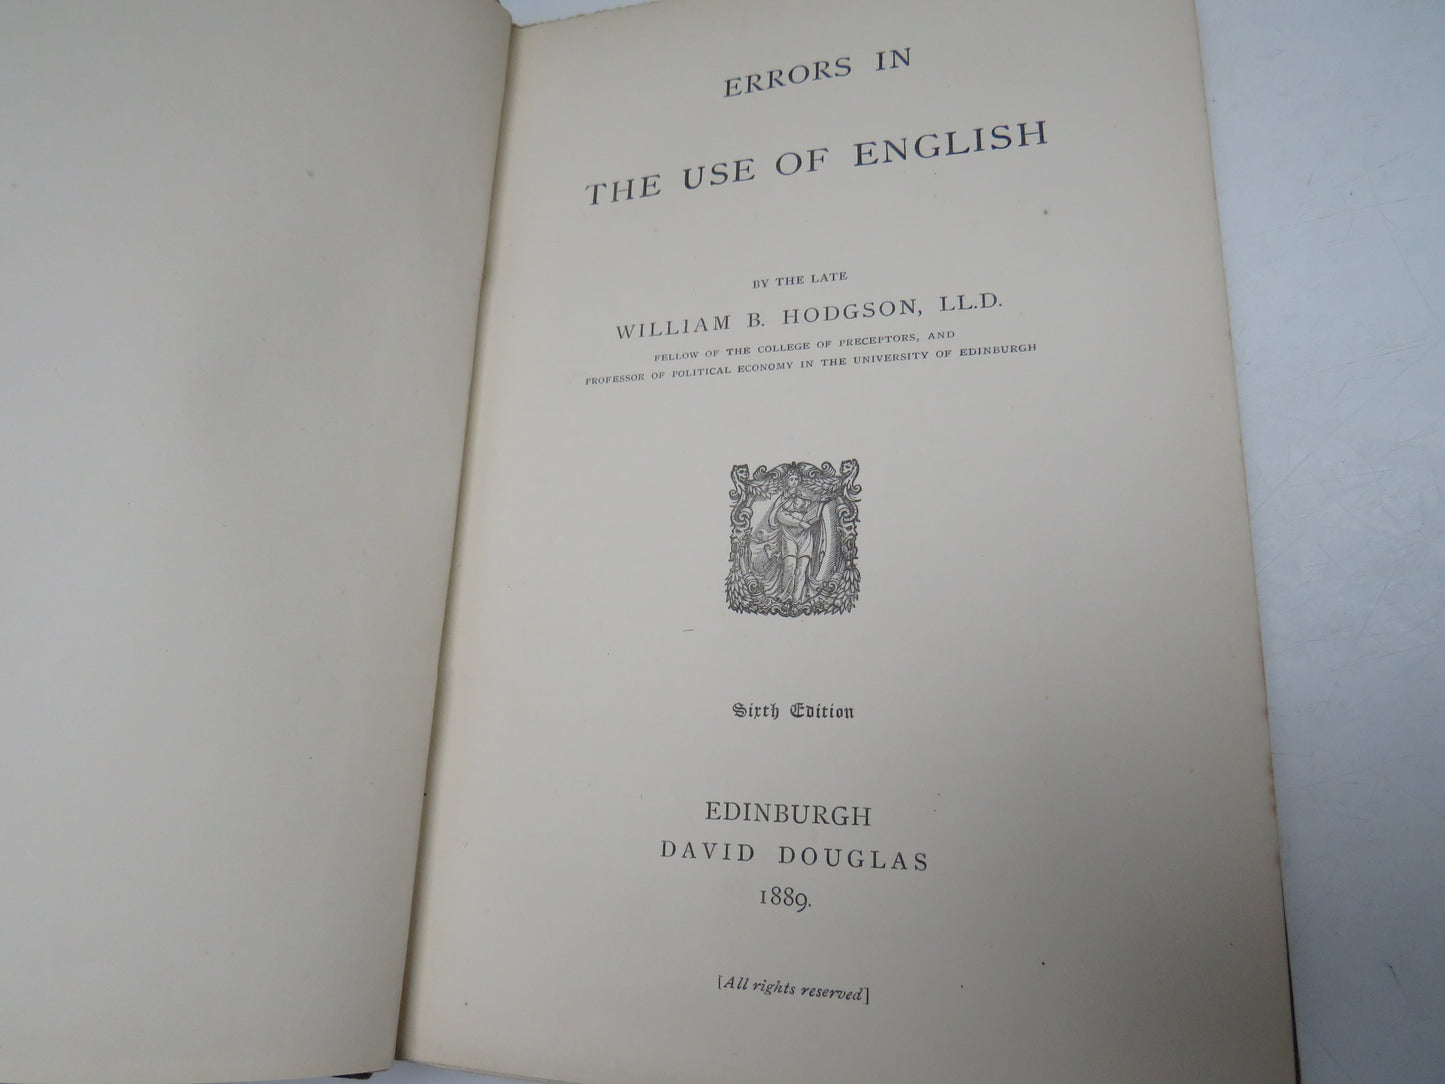 ERRORS IN
THE USE OF ENGLISH
BY THE LATE
WILLIAM B. HODGSON, LL.D.
FELLOW OF THE COLLEGE OF PRECEPTORS, AND
PROFESSOR OF POLITICAL ECONOMY IN THE UNIVERSITY OF EDINBURGH
Sixth Edition
EDINBURGH
DAVID DOUGLAS
1889.
[All rights reserved]